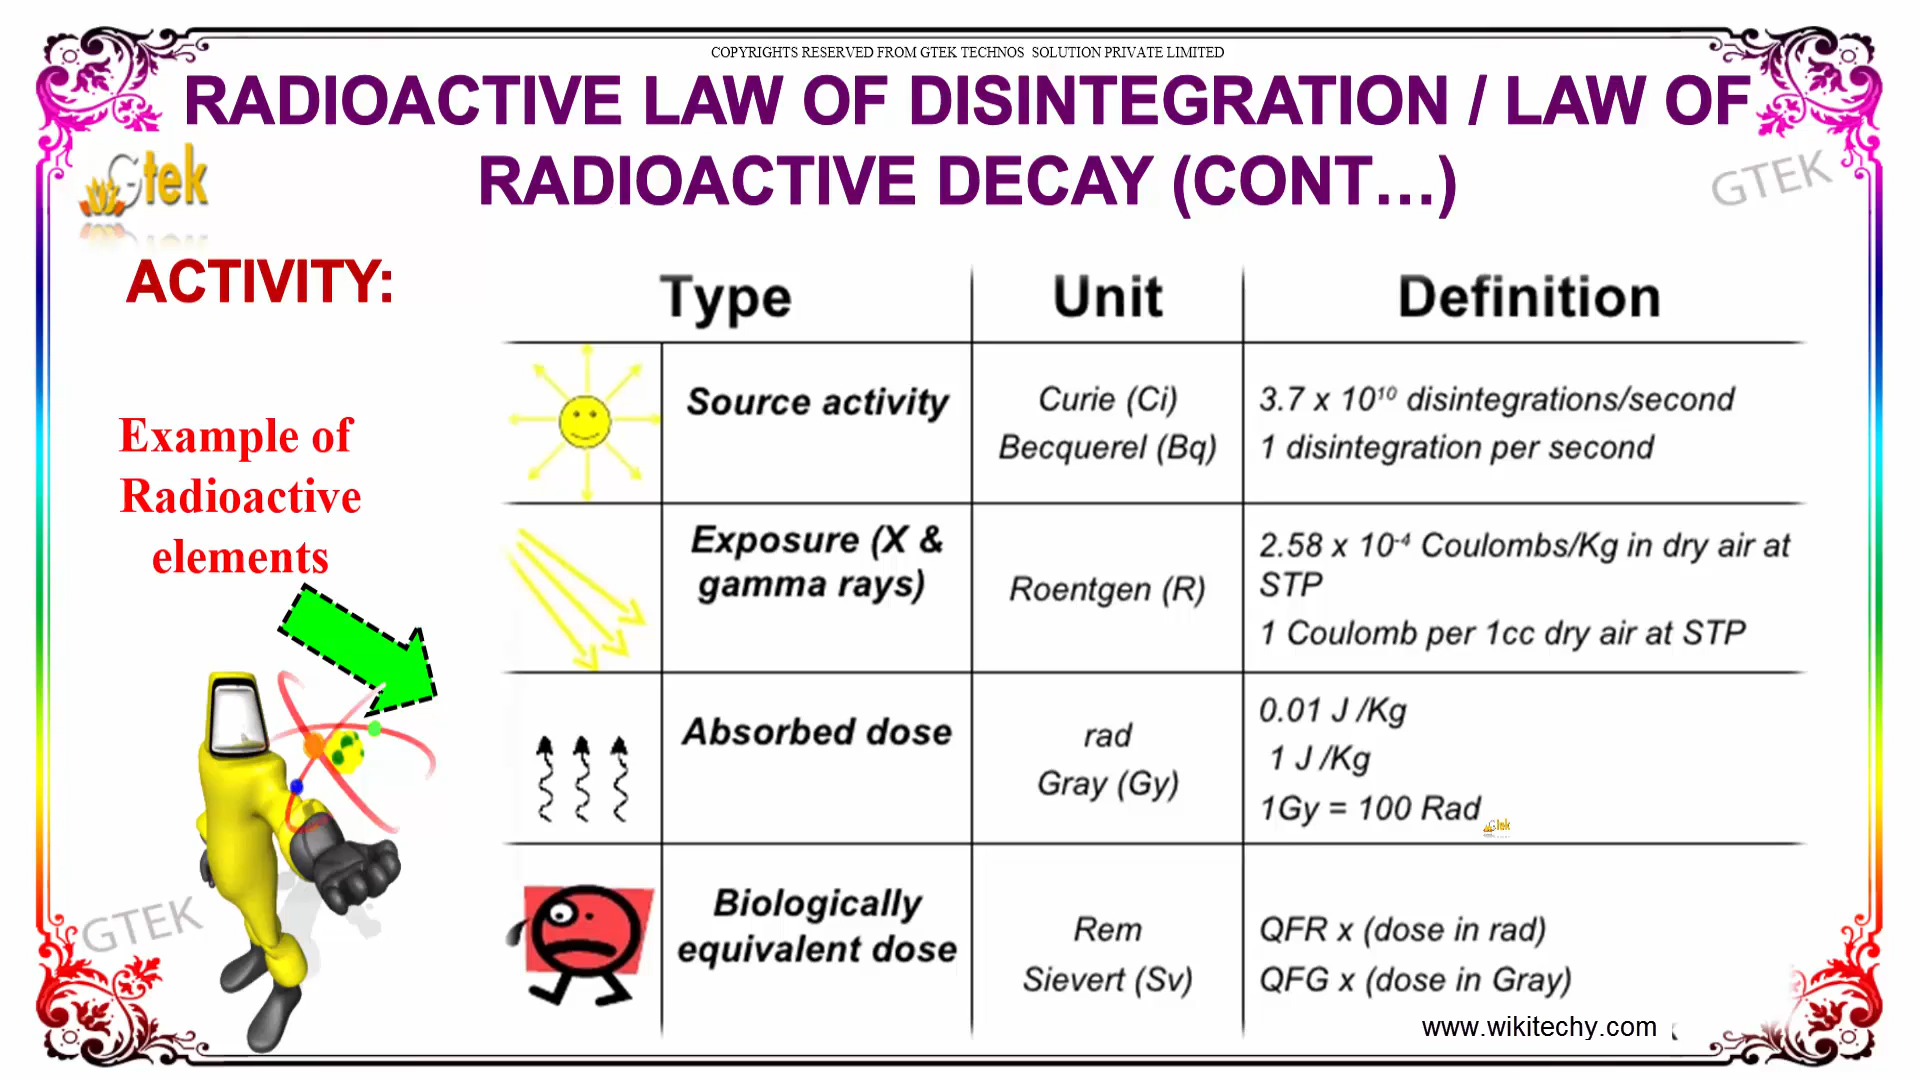 COPYRIGHTS RESERVED FROM GTEK TECHNOS SOLUTION PRIVATE LIMITED
RADIOACTIVE LAW OF DISINTEGRATION / LAW OF
RADIOACTIVE DECAY (CONT…)
Gtek
GTEK
ACTIVITY:
Example of
Radioactive
elements
Type Unit Definition
Source activity
Curie (Ci)
Becquerel (Bq)
3.7 x 10¹⁰ disintegrations/second
1 disintegration per second
Exposure (X &
gamma rays)
Roentgen (R)
2.58 x 10⁻⁴ Coulombs/Kg in dry air at
STP
1 Coulomb per 1cc dry air at STP
Absorbed dose
rad
Gray (Gy)
0.01 J /Kg
1 J /Kg
1Gy = 100 Rad
Gtek
Biologically
equivalent dose
Rem
Sievert (Sv)
QFR x (dose in rad)
QFG x (dose in Gray)
GTEK
www.wikitechy.com